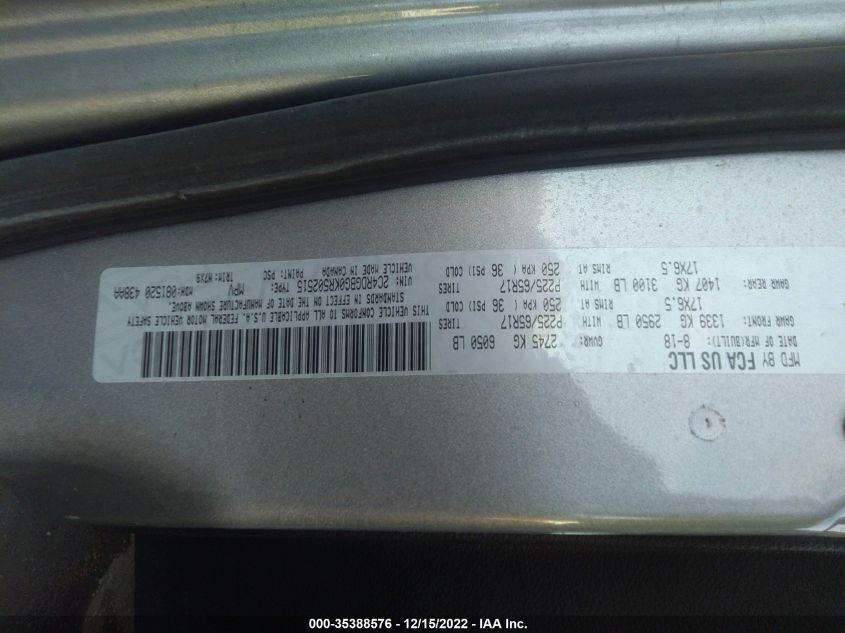 MFD BY FCA US LLC
DATE OF MFR(BUILT): 8-18 GVWR: 2745 KG 6050 LB
GAWR FRONT: 1339 KG 2950 LB WITH P225/65R17 TIRES
17X6.5 RIMS AT 250 KPA ( 36 PSI) COLD
GAWR REAR: 1407 KG 3100 LB WITH P225/65R17 TIRES
17X6.5 RIMS AT 250 KPA ( 36 PSI) COLD
THIS VEHICLE CONFORMS TO ALL APPLICABLE U.S.A. FEDERAL MOTOR VEHICLE SAFETY
STANDARDS IN EFFECT ON THE DATE OF MANUFACTURE SHOWN ABOVE.
VIN: 2C4RDGBG0KR502515 TYPE: MPV MDH: 081520 438AA
VEHICLE MADE IN CANADA PAINT: PSC TRIM: M7X9
000-35388576 - 12/15/2022 - IAA Inc.